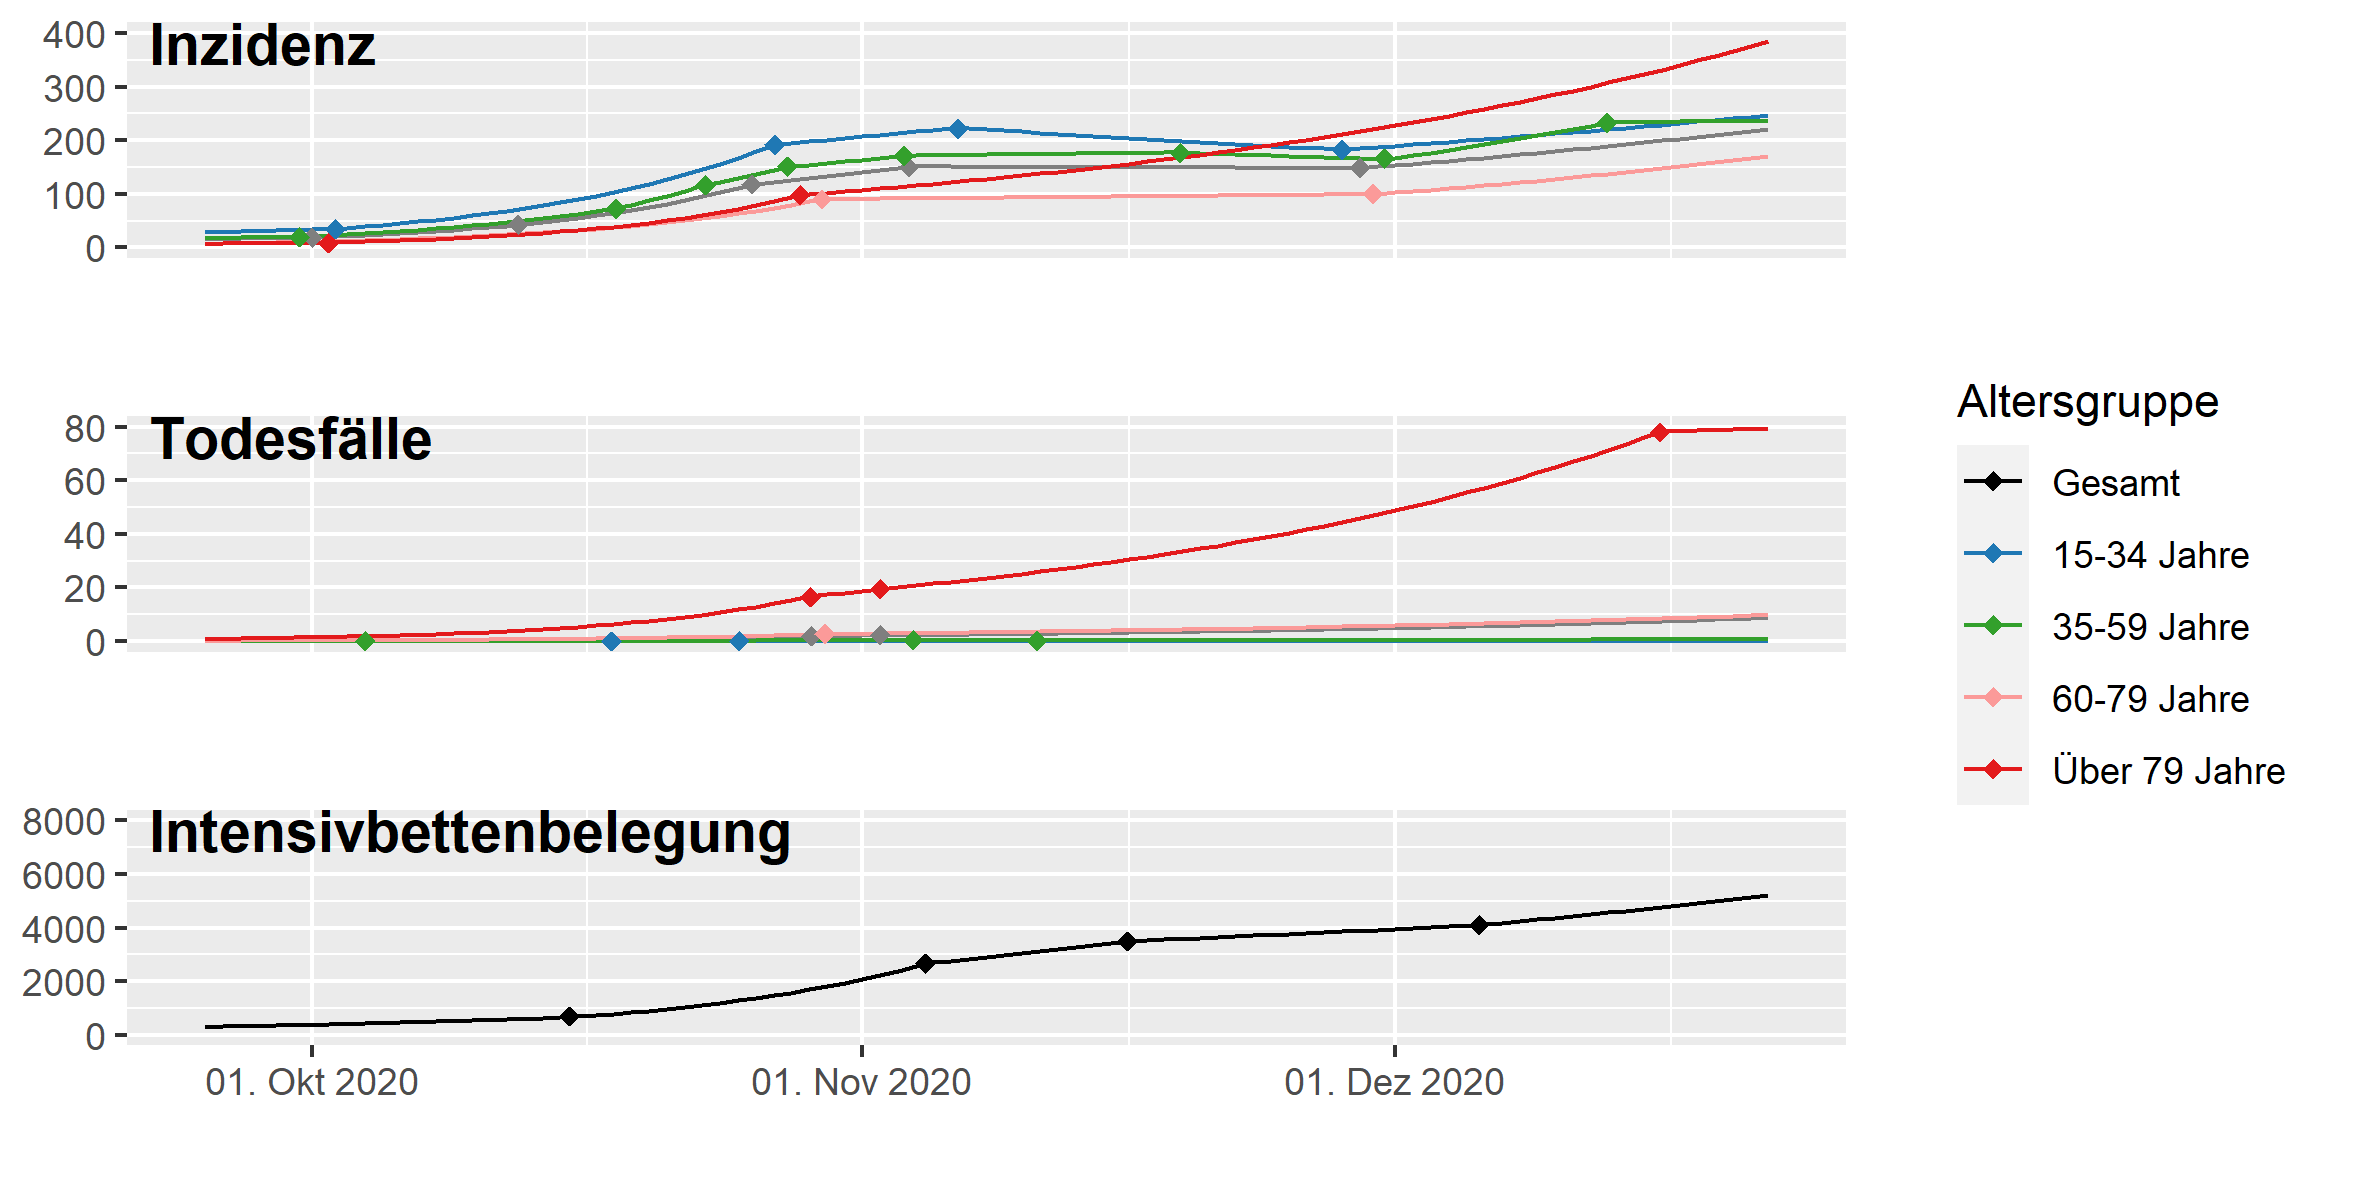 Inzidenz
400
300
200
100
0
Todesfälle
80
60
40
20
0
Intensivbettenbelegung
8000
6000
4000
2000
0
01. Okt 2020
01. Nov 2020
01. Dez 2020
Altersgruppe
Gesamt
15-34 Jahre
35-59 Jahre
60-79 Jahre
Über 79 Jahre